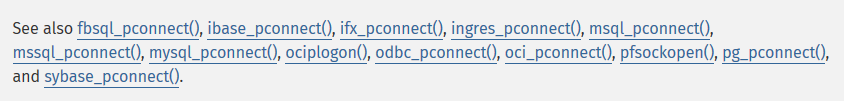 See also fbsql_pconnect(), ibase_pconnect(), ifx_pconnect(), ingres_pconnect(), msql_pconnect(),
mssql_pconnect(), mysql_pconnect(), ociplogon(), odbc_pconnect(), oci_pconnect(), pfsockopen(), pg_pconnect(),
and sybase_pconnect().